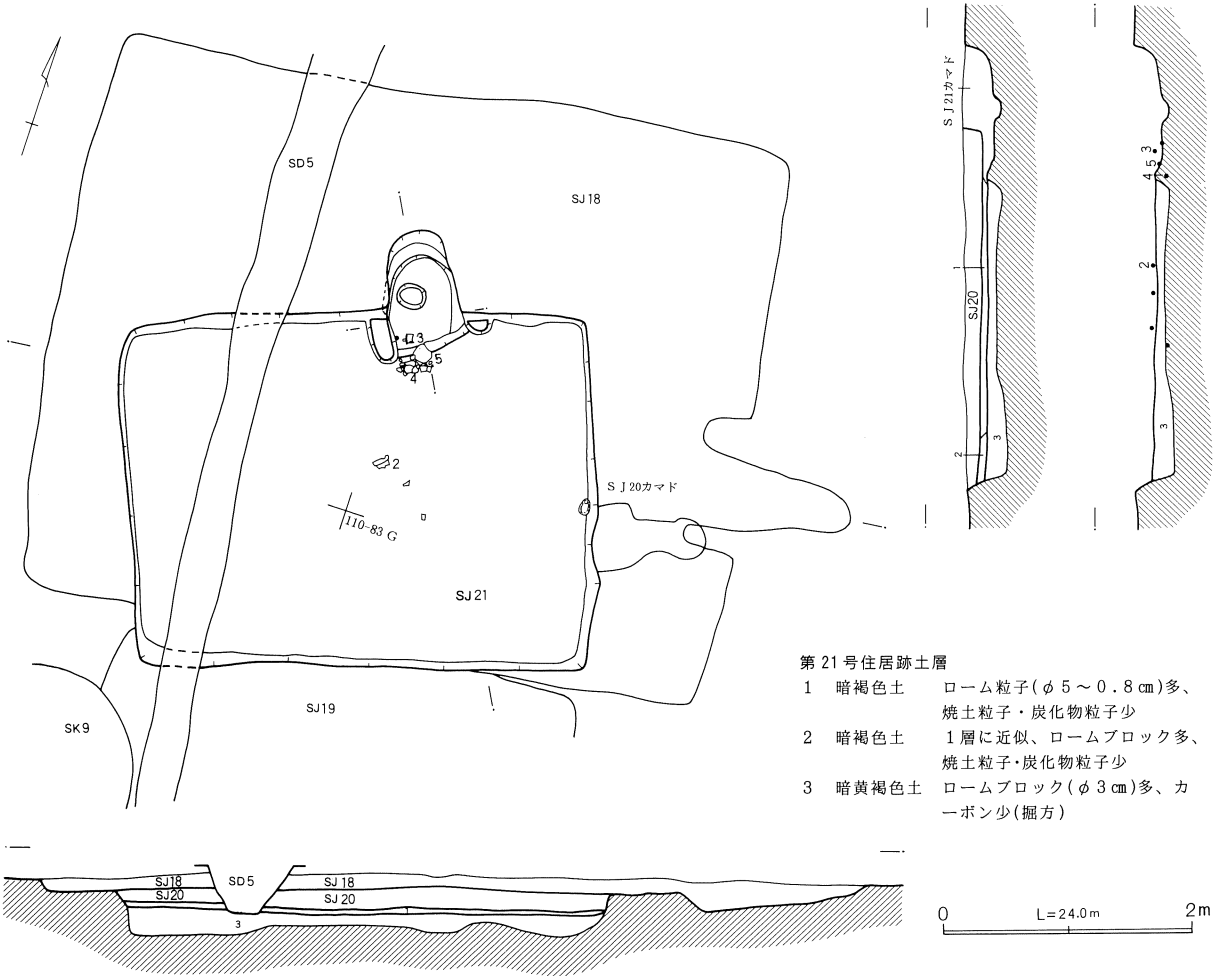 SD5
SJ18
3
5
4
2
110-83 G
SJ20カマド
SJ21
SJ19
SK9
SJ21カマド
1
SJ20
2
3
3
5
4
2
3
第21号住居跡土層
1 暗褐色土 ローム粒子(φ5～0.8㎝)多、
焼土粒子・炭化物粒子少
2 暗褐色土 1層に近似、ロームブロック多、
焼土粒子・炭化物粒子少
3 暗黄褐色土 ロームブロック(φ3㎝)多、カ
ーボン少(掘方)
SJ18 SD5 SJ18
SJ20 SJ20
3
0 L=24.0m 2m